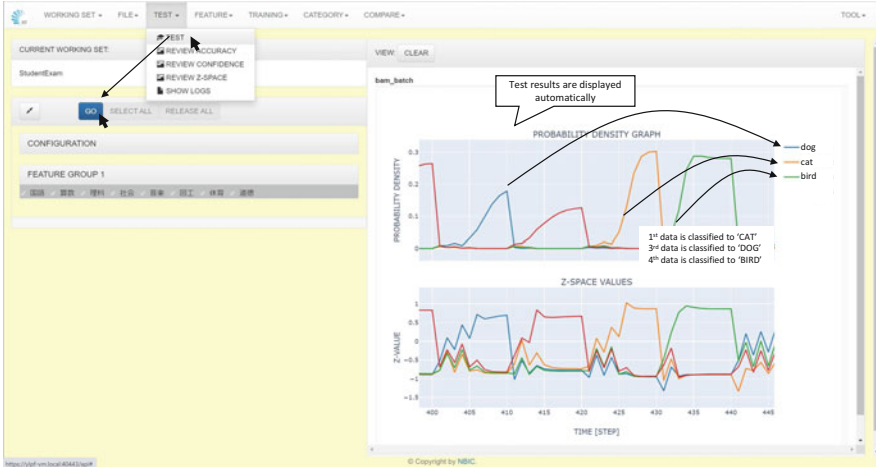 WORKING SET FILE TEST FEATURE TRAINING CATEGORY COMPARE TOOL
TEST
REVIEW ACCURACY
REVIEW CONFIDENCE
REVIEW Z-SPACE
SHOW LOGS
CURRENT WORKING SET:
StudentExam
GO SELECT ALL RELEASE ALL
CONFIGURATION
FEATURE GROUP 1
国語 算数 理科 社会 音楽 図工 体育 道徳
VIEW: CLEAR
bam_batch
Test results are displayed
automatically
PROBABILITY DENSITY GRAPH
PROBABILITY DENSITY
0.3
0.2
0.1
0
dog
cat
bird
1st data is classified to 'CAT'
3rd data is classified to 'DOG'
4th data is classified to 'BIRD'
Z-SPACE VALUES
Z-VALUE
1
0.5
0
−0.5
−1
−1.5
400 405 410 415 420 425 430 435 440 445
TIME [STEP]
© Copyright by NBIC.